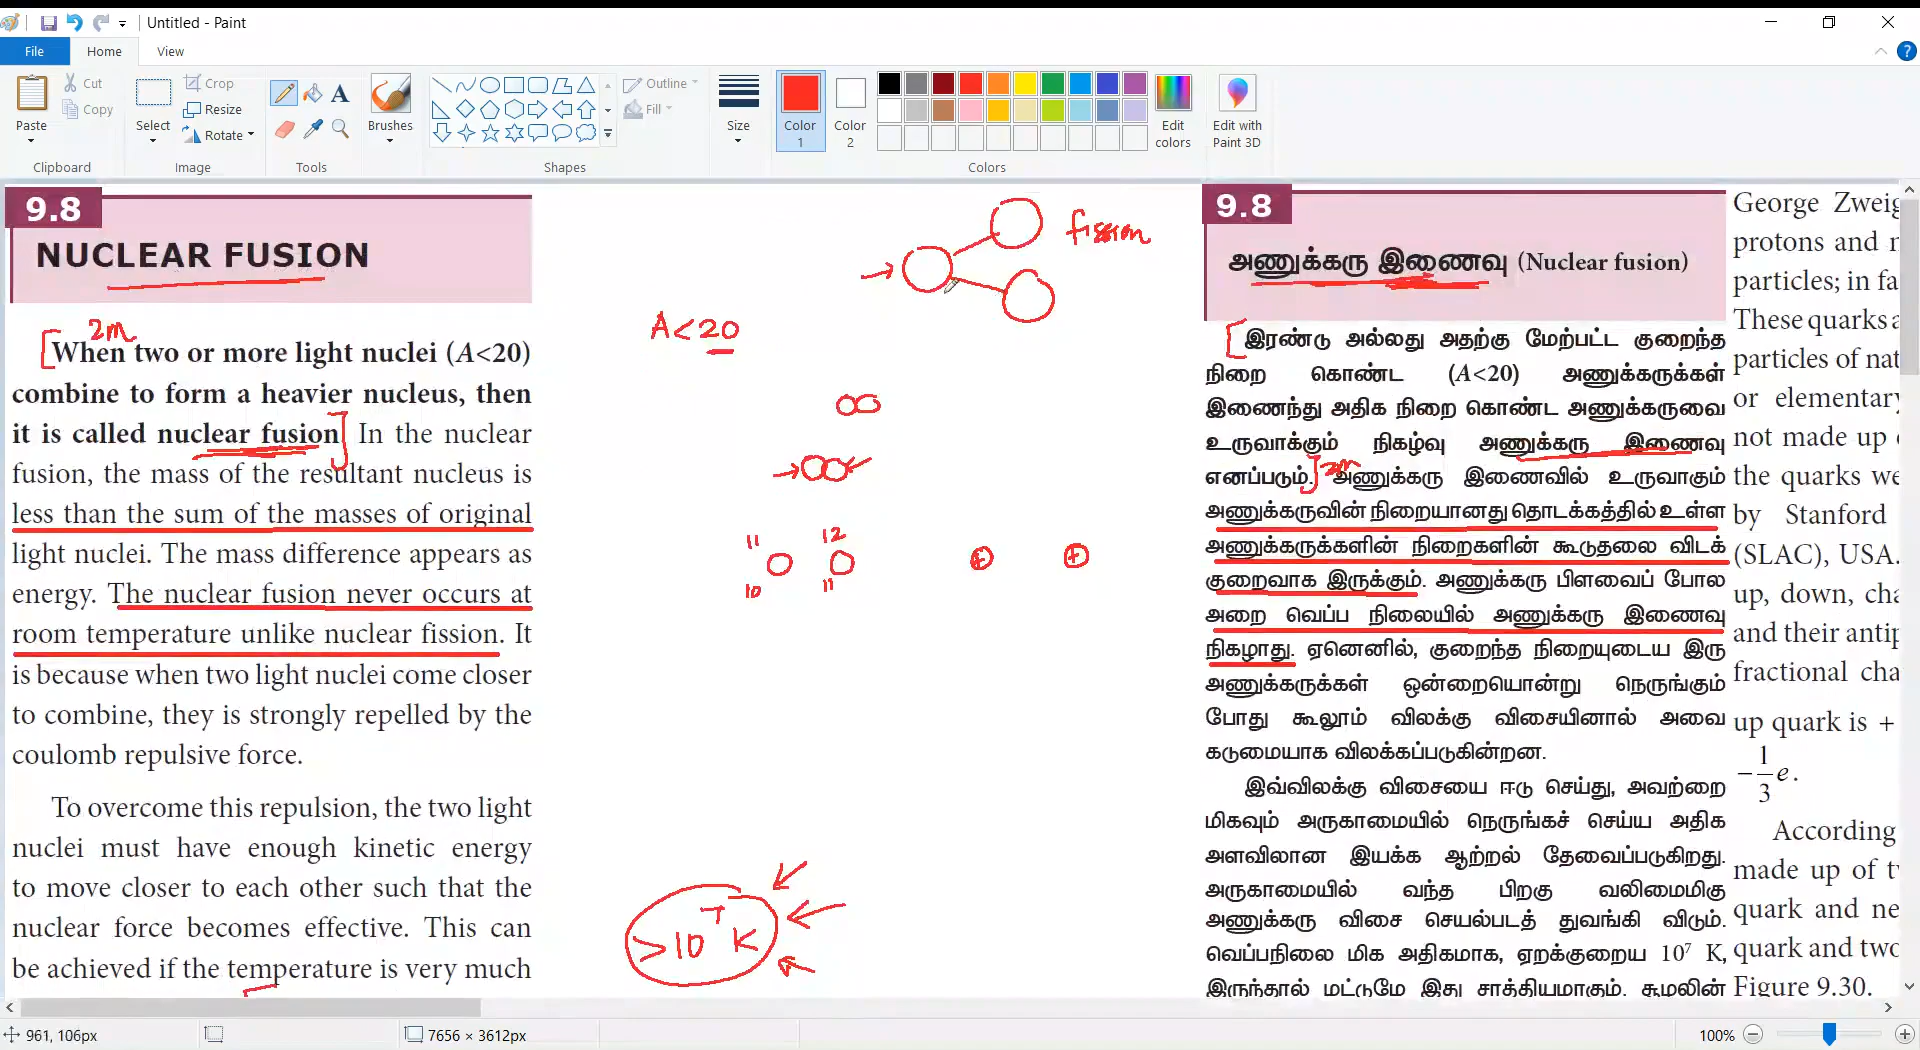 Untitled - Paint
File
Home
View
Paste
Cut
Copy
Clipboard
Select
Crop
Resize
Rotate
Image
Tools
Brushes
Shapes
Outline
Fill
Size
Color 1
Color 2
Edit colors
Edit with Paint 3D
Colors
9.8
NUCLEAR FUSION
2m
When two or more light nuclei (A<20)
combine to form a heavier nucleus, then
it is called nuclear fusion. In the nuclear
fusion, the mass of the resultant nucleus is
less than the sum of the masses of original
light nuclei. The mass difference appears as
energy. The nuclear fusion never occurs at
room temperature unlike nuclear fission. It
is because when two light nuclei come closer
to combine, they is strongly repelled by the
coulomb repulsive force.
To overcome this repulsion, the two light
nuclei must have enough kinetic energy
to move closer to each other such that the
nuclear force becomes effective. This can
be achieved if the temperature is very much
fission
A<20
11 12
10 11
+ +
>10⁷ K
9.8
அணுக்கரு இணைவு (Nuclear fusion)
இரண்டு அல்லது அதற்கு மேற்பட்ட குறைந்த
நிறை கொண்ட (A<20) அணுக்கருக்கள்
இணைந்து அதிக நிறை கொண்ட அணுக்கருவை
உருவாக்கும் நிகழ்வு அணுக்கரு இணைவு
எனப்படும். 2m அணுக்கரு இணைவில் உருவாகும்
அணுக்கருவின் நிறையானது தொடக்கத்தில் உள்ள
அணுக்கருக்களின் நிறைகளின் கூடுதலை விடக்
குறைவாக இருக்கும். அணுக்கரு பிளவைப் போல
அறை வெப்ப நிலையில் அணுக்கரு இணைவு
நிகழாது. ஏனெனில், குறைந்த நிறையுடைய இரு
அணுக்கருக்கள் ஒன்றையொன்று நெருங்கும்
போது கூலூம் விலக்கு விசையினால் அவை
கடுமையாக விலக்கப்படுகின்றன.
இவ்விலக்கு விசையை ஈடு செய்து, அவற்றை
மிகவும் அருகாமையில் நெருங்கச் செய்ய அதிக
அளவிலான இயக்க ஆற்றல் தேவைப்படுகிறது.
அருகாமையில் வந்த பிறகு வலிமைமிகு
அணுக்கரு விசை செயல்படத் துவங்கி விடும்.
வெப்பநிலை மிக அதிகமாக, ஏறக்குறைய 10⁷ K,
இருந்தால் மட்டுமே இது சாத்தியமாகும். சூழலின்
George Zweig
protons and n
particles; in fa
These quarks a
particles of nat
or elementary
not made up
the quarks we
by Stanford
(SLAC), USA.
up, down, cha
and their antip
fractional cha
up quark is +
−1/3 e.
According
made up of t
quark and ne
quark and two
Figure 9.30.
961, 106px
7656 × 3612px
100%